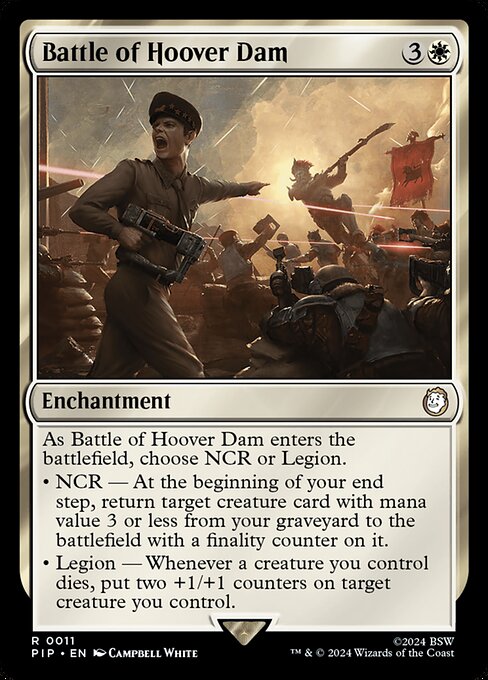 Battle of Hoover Dam 3
Enchantment
As Battle of Hoover Dam enters the
battlefield, choose NCR or Legion.
• NCR — At the beginning of your end
step, return target creature card with mana
value 3 or less from your graveyard to the
battlefield with a finality counter on it.
• Legion — Whenever a creature you control
dies, put two +1/+1 counters on target
creature you control.
R 0011
PIP • EN Campbell White
©2024 BSW
™ & © 2024 Wizards of the Coast